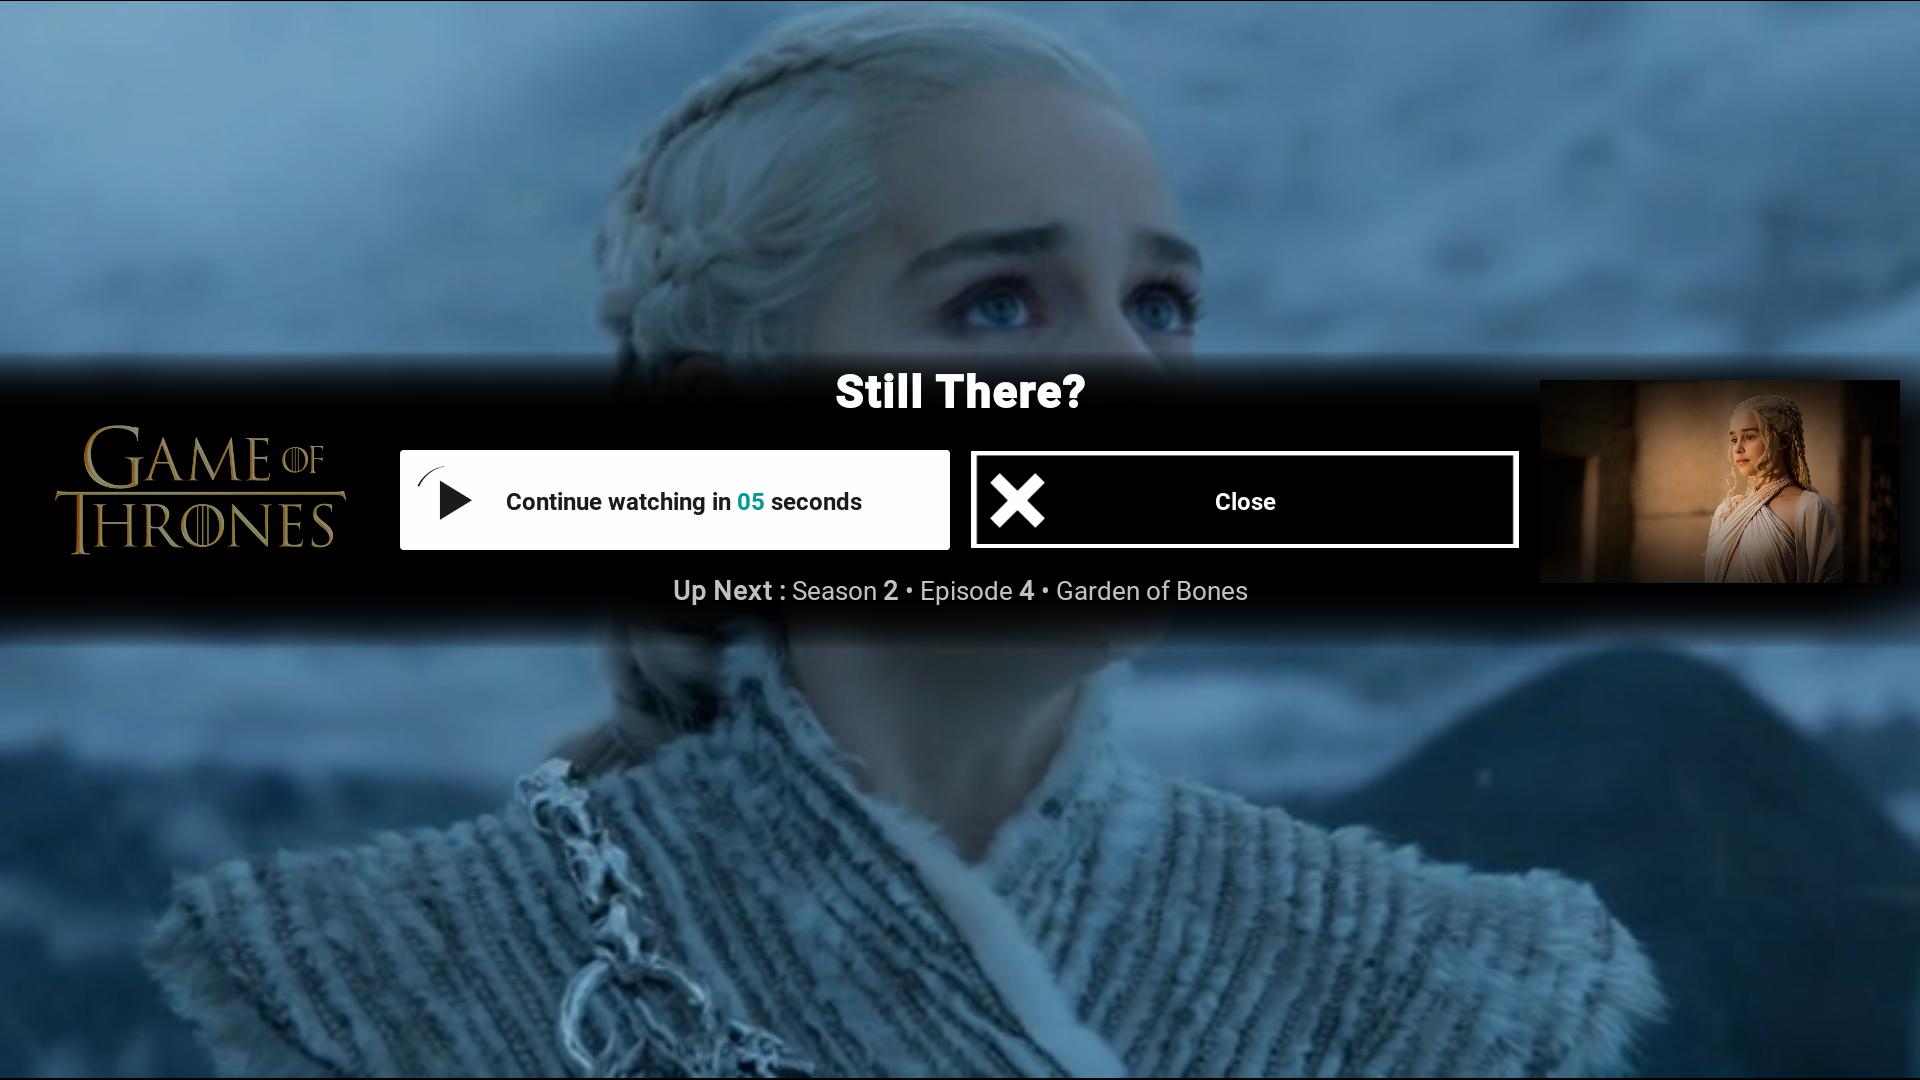 Still There?
GAME OF
THRONES
Continue watching in 05 seconds
Close
Up Next : Season 2 • Episode 4 • Garden of Bones